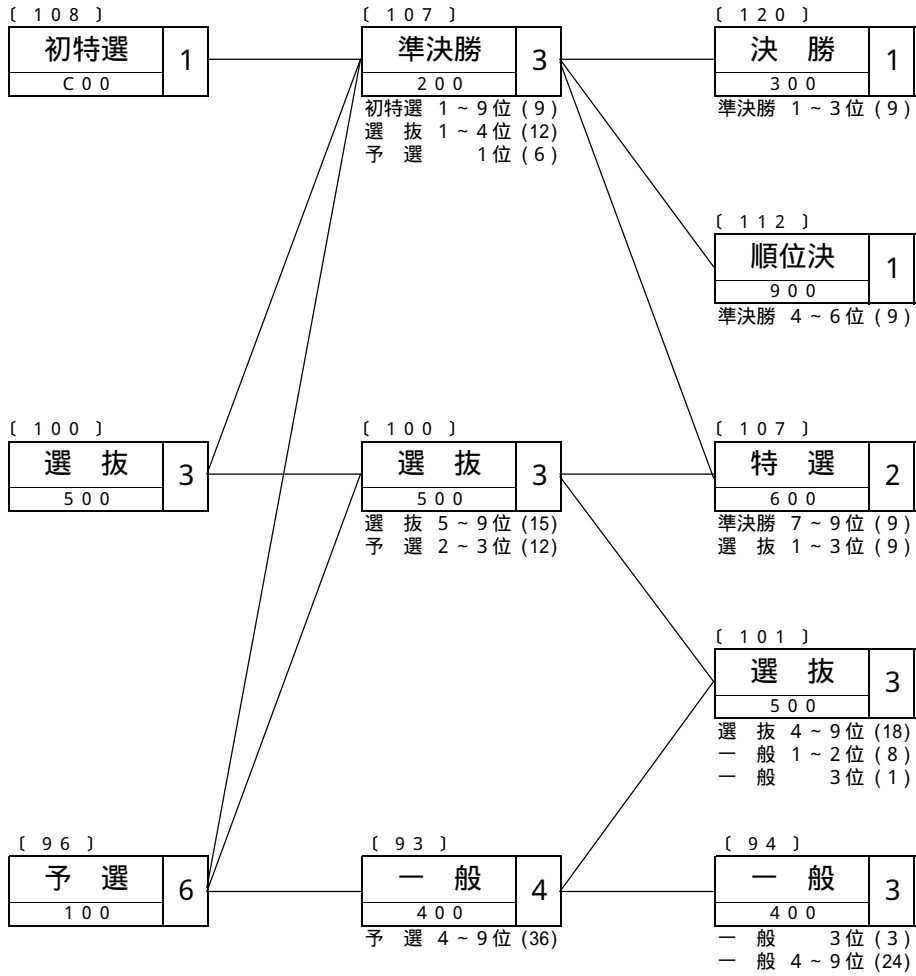 〔 108 〕
初特選 1
C00
〔 107 〕
準決勝 3
200
初特選 1~9位 (9)
選 抜 1~4位 (12)
予 選 1位 (6)
〔 120 〕
決 勝 1
300
準決勝 1~3位 (9)
〔 112 〕
順位決 1
900
準決勝 4~6位 (9)
〔 100 〕
選 抜 3
500
〔 100 〕
選 抜 3
500
選 抜 5~9位 (15)
予 選 2~3位 (12)
〔 107 〕
特 選 2
600
準決勝 7~9位 (9)
選 抜 1~3位 (9)
〔 101 〕
選 抜 3
500
選 抜 4~9位 (18)
一 般 1~2位 (8)
一 般 3位 (1)
〔 96 〕
予 選 6
100
〔 93 〕
一 般 4
400
予 選 4~9位 (36)
〔 94 〕
一 般 3
400
一 般 3位 (3)
一 般 4~9位 (24)